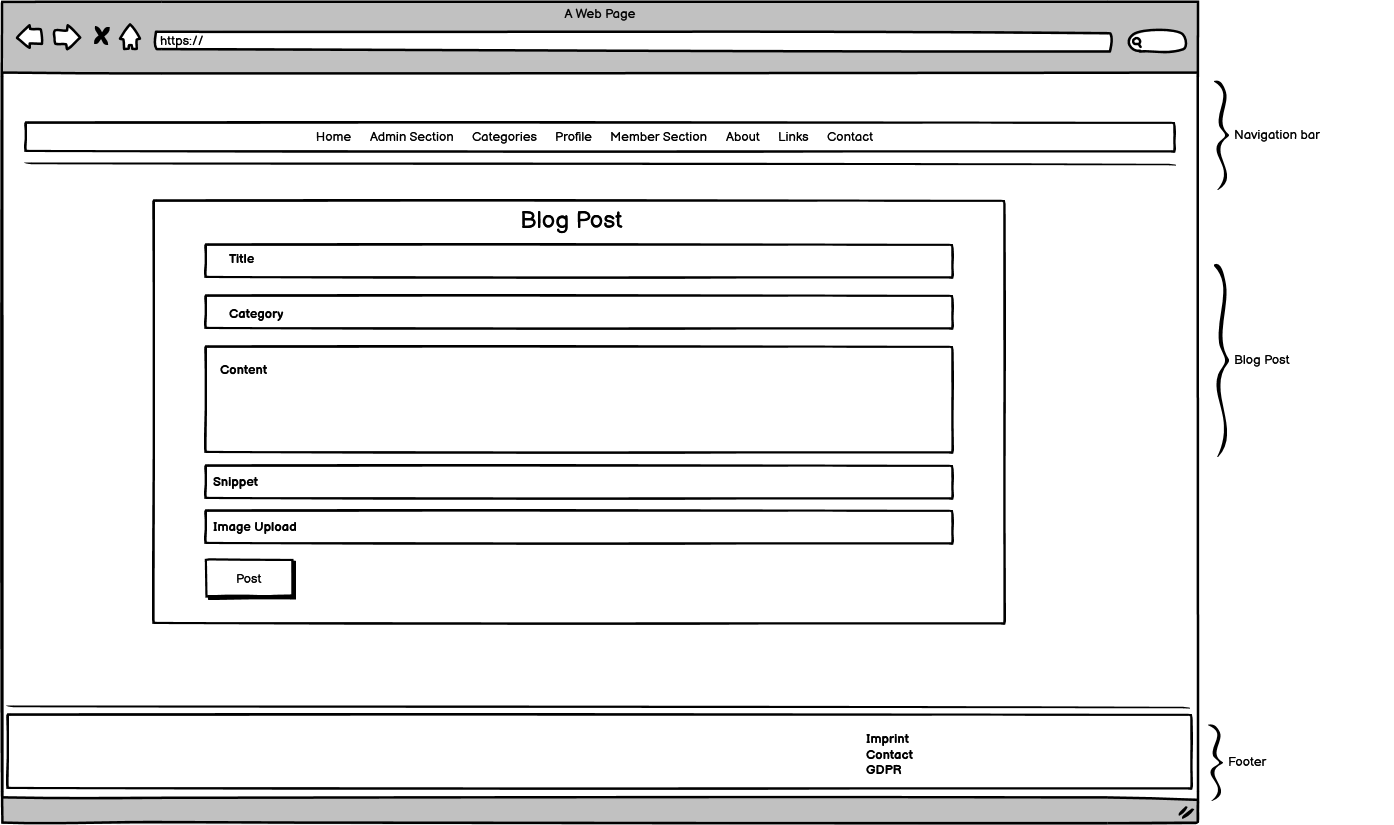 A Web Page
https://
Home Admin Section Categories Profile Member Section About Links Contact
Navigation bar
Blog Post
Title
Category
Content
Blog Post
Snippet
Image Upload
Post
Imprint
Contact
GDPR
Footer